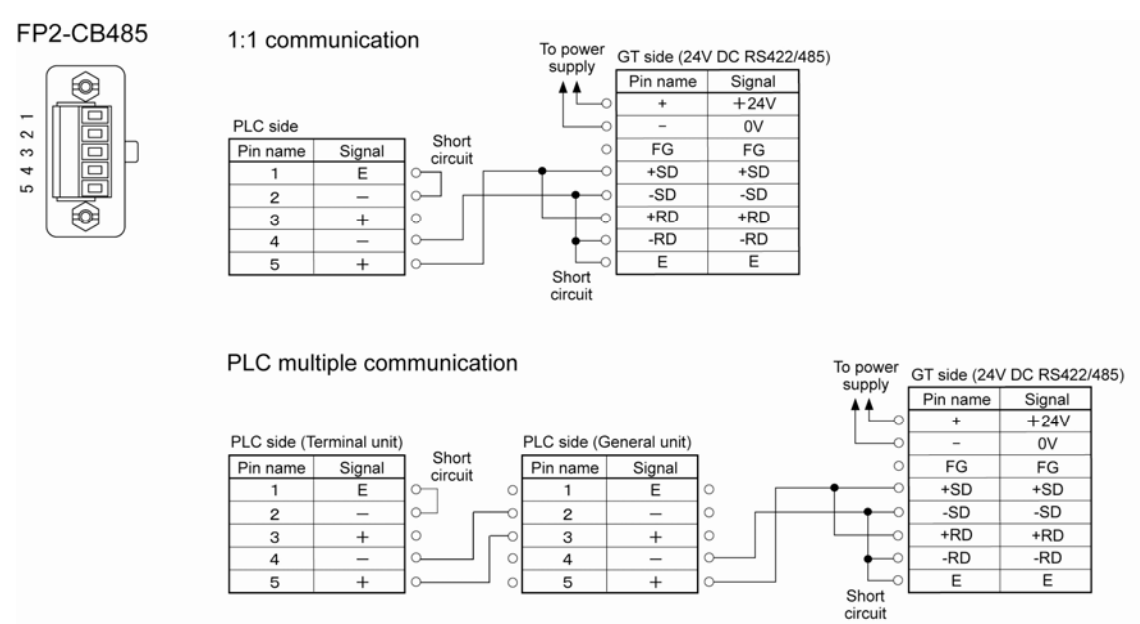 FP2-CB485
1
2
3
4
5
1:1 communication
To power
supply
GT side (24V DC RS422/485)
Pin name Signal
+ +24V
− 0V
FG FG
+SD +SD
-SD -SD
+RD +RD
-RD -RD
E E
PLC side
Pin name Signal
1 E
2 −
3 +
4 −
5 +
Short
circuit
Short
circuit
PLC multiple communication
To power
supply
GT side (24V DC RS422/485)
Pin name Signal
+ +24V
− 0V
FG FG
+SD +SD
-SD -SD
+RD +RD
-RD -RD
E E
PLC side (Terminal unit)
Pin name Signal
1 E
2 −
3 +
4 −
5 +
Short
circuit
PLC side (General unit)
Pin name Signal
1 E
2 −
3 +
4 −
5 +
Short
circuit